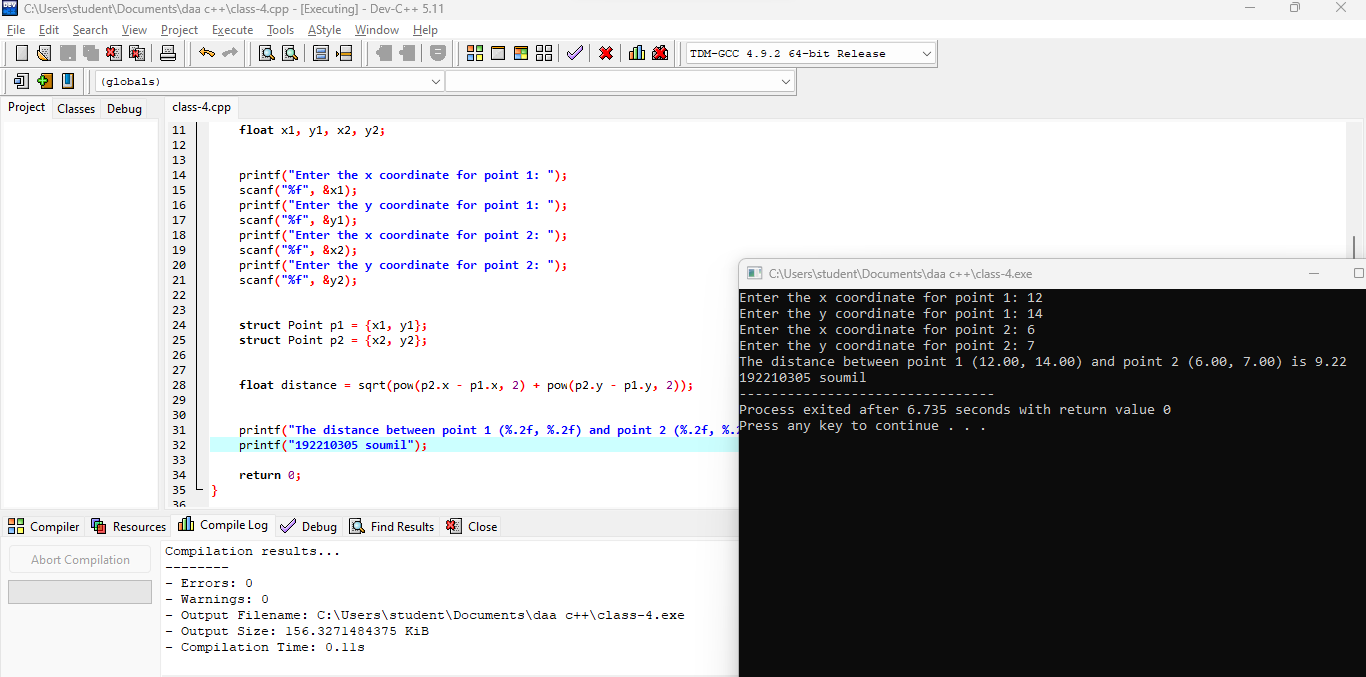 C:\Users\student\Documents\daa c++\class-4.cpp - [Executing] - Dev-C++ 5.11
File Edit Search View Project Execute Tools AStyle Window Help
TDM-GCC 4.9.2 64-bit Release
(globals)
Project Classes Debug
class-4.cpp
11 float x1, y1, x2, y2;
12
13
14 printf("Enter the x coordinate for point 1: ");
15 scanf("%f", &x1);
16 printf("Enter the y coordinate for point 1: ");
17 scanf("%f", &y1);
18 printf("Enter the x coordinate for point 2: ");
19 scanf("%f", &x2);
20 printf("Enter the y coordinate for point 2: ");
21 scanf("%f", &y2);
22
23
24 struct Point p1 = {x1, y1};
25 struct Point p2 = {x2, y2};
26
27
28 float distance = sqrt(pow(p2.x - p1.x, 2) + pow(p2.y - p1.y, 2));
29
30
31 printf("The distance between point 1 (%.2f, %.2f) and point 2 (%.2f, %.
32 printf("192210305 soumil");
33
34 return 0;
35 }
36
C:\Users\student\Documents\daa c++\class-4.exe
Enter the x coordinate for point 1: 12
Enter the y coordinate for point 1: 14
Enter the x coordinate for point 2: 6
Enter the y coordinate for point 2: 7
The distance between point 1 (12.00, 14.00) and point 2 (6.00, 7.00) is 9.22
192210305 soumil
--------------------------------
Process exited after 6.735 seconds with return value 0
Press any key to continue . . .
Compiler Resources Compile Log Debug Find Results Close
Abort Compilation
Compilation results...
--------
- Errors: 0
- Warnings: 0
- Output Filename: C:\Users\student\Documents\daa c++\class-4.exe
- Output Size: 156.3271484375 KiB
- Compilation Time: 0.11s